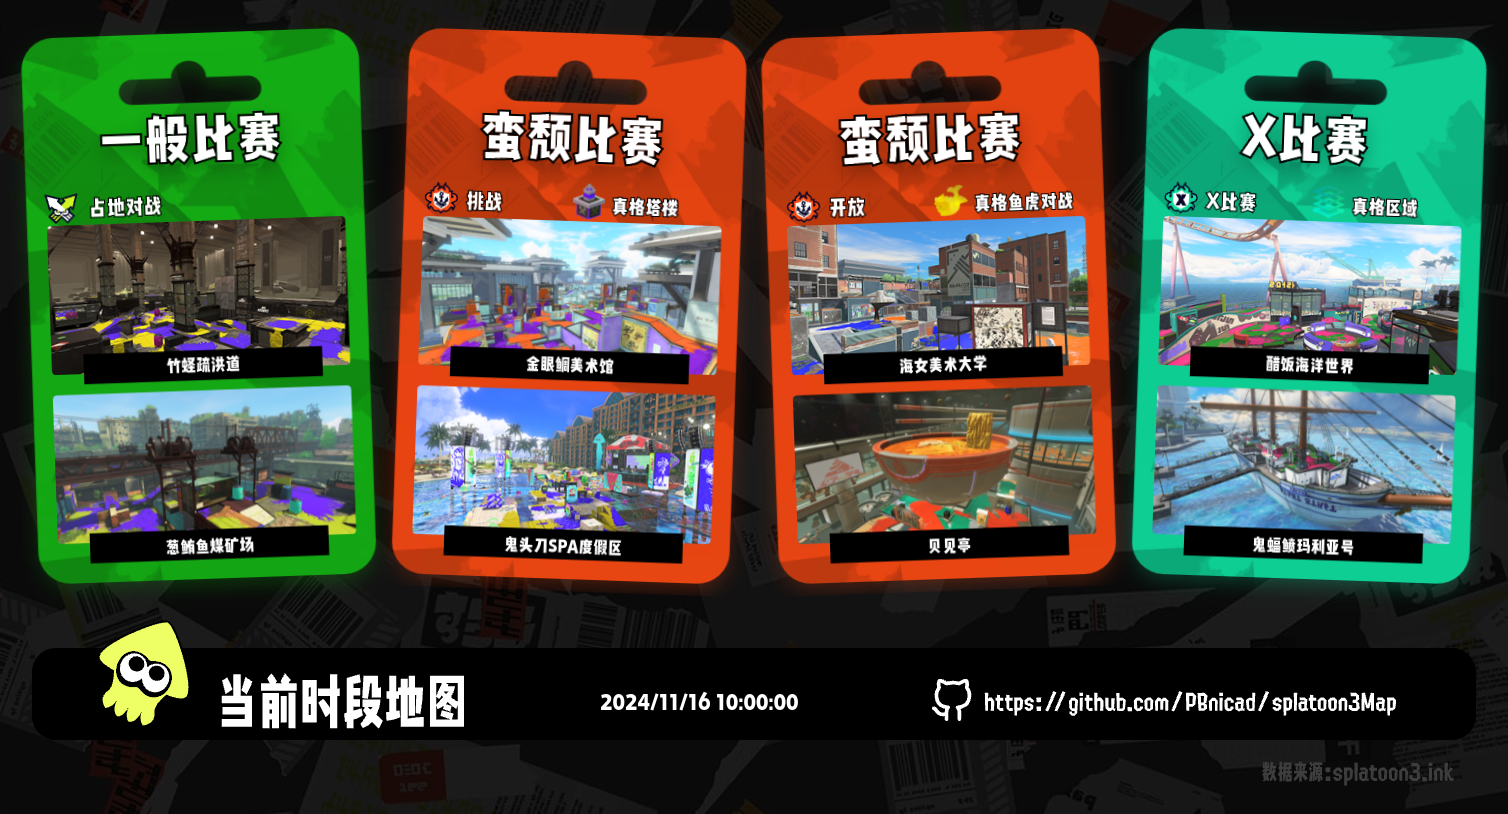 一般比赛
占地对战
竹蛏疏洪道
葱鲔鱼煤矿场
蛮颓比赛
挑战
真格塔楼
金眼鲷美术馆
鬼头刀SPA度假区
蛮颓比赛
开放
真格鱼虎对战
海女美术大学
贝见亭
X比赛
X比赛
真格区域
醋饭海洋世界
鬼蝠鲼玛利亚号
当前时段地图
2024/11/16 10:00:00
https://github.com/PBnicad/splatoon3Map
数据来源:splatoon3.ink